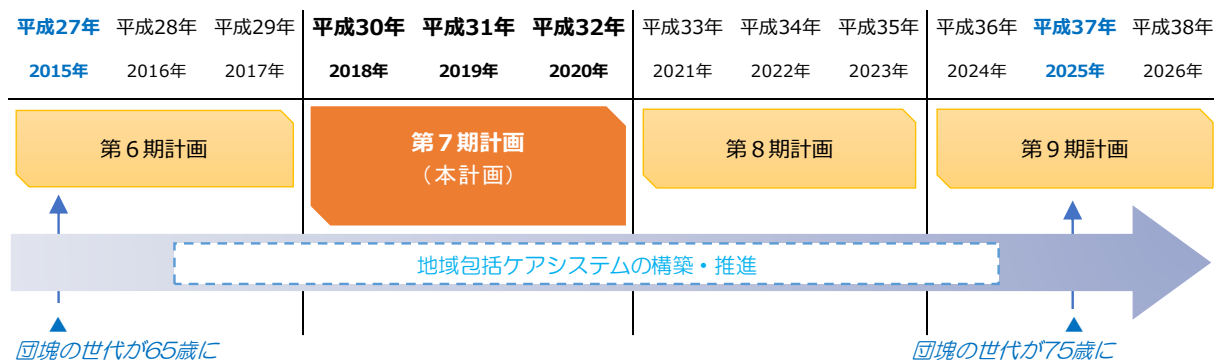 平成27年 平成28年 平成29年 平成30年 平成31年 平成32年 平成33年 平成34年 平成35年 平成36年 平成37年 平成38年
2015年 2016年 2017年 2018年 2019年 2020年 2021年 2022年 2023年 2024年 2025年 2026年
第6期計画
第7期計画
(本計画)
第8期計画
第9期計画
地域包括ケアシステムの構築・推進
団塊の世代が65歳に
団塊の世代が75歳に